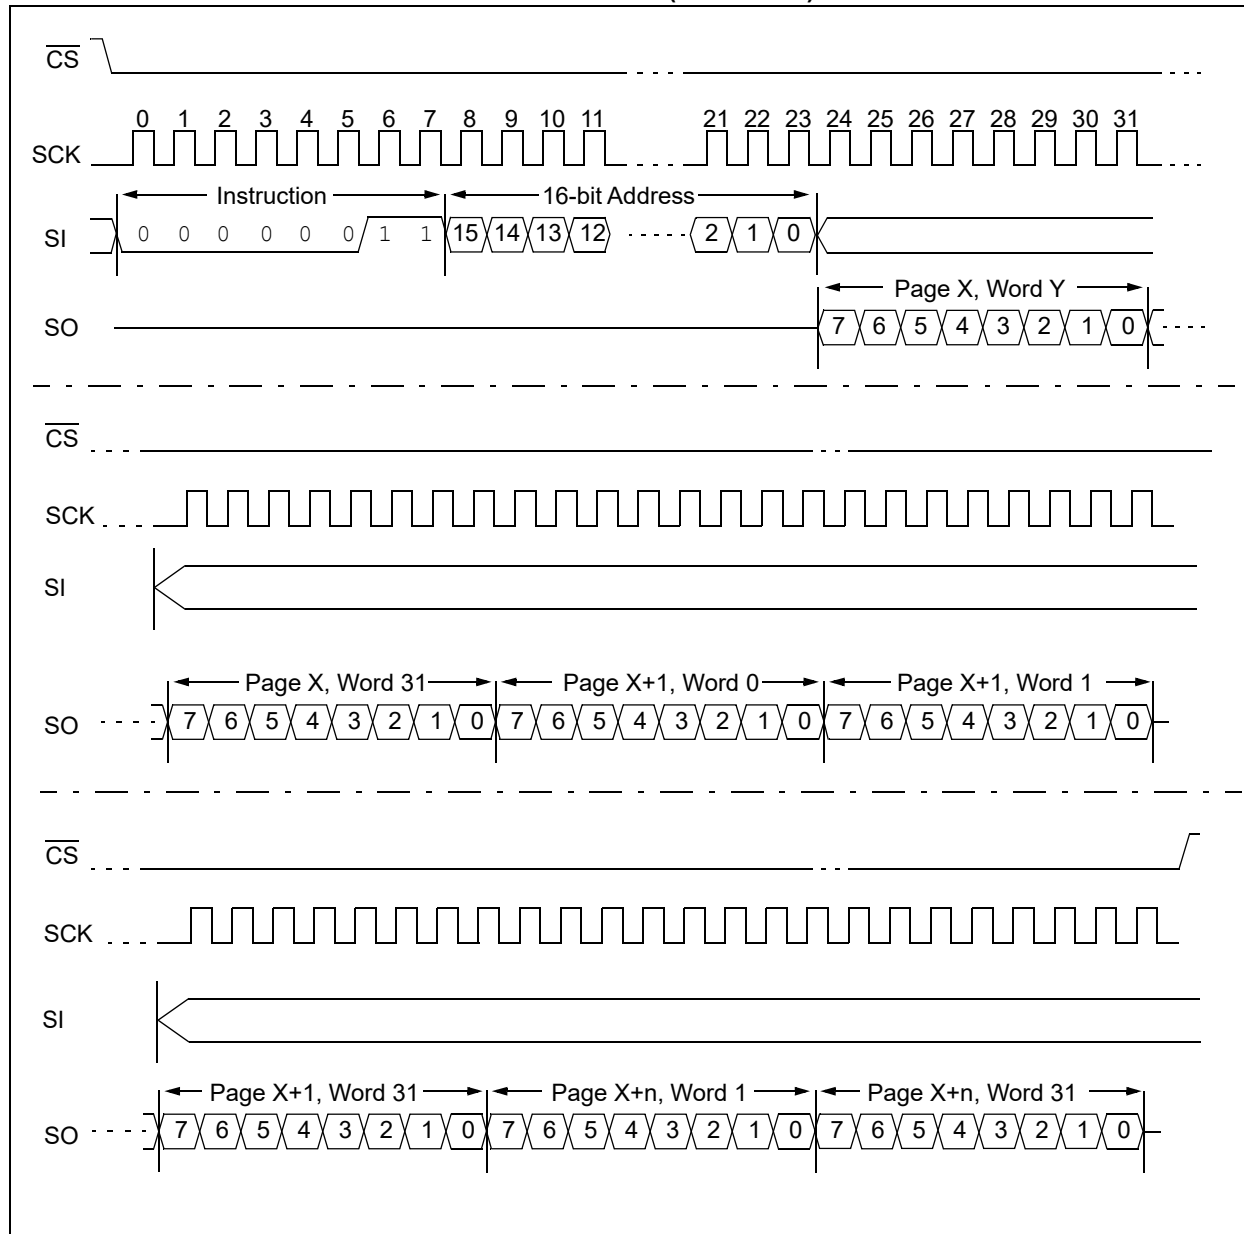 CS
0 1 2 3 4 5 6 7 8 9 10 11 21 22 23 24 25 26 27 28 29 30 31
SCK
Instruction 16-bit Address
SI 0 0 0 0 0 0 1 1 15 14 13 12 2 1 0
Page X, Word Y
SO 7 6 5 4 3 2 1 0
CS
SCK
SI
Page X, Word 31 Page X+1, Word 0 Page X+1, Word 1
SO 7 6 5 4 3 2 1 0 7 6 5 4 3 2 1 0 7 6 5 4 3 2 1 0
CS
SCK
SI
Page X+1, Word 31 Page X+n, Word 1 Page X+n, Word 31
SO 7 6 5 4 3 2 1 0 7 6 5 4 3 2 1 0 7 6 5 4 3 2 1 0